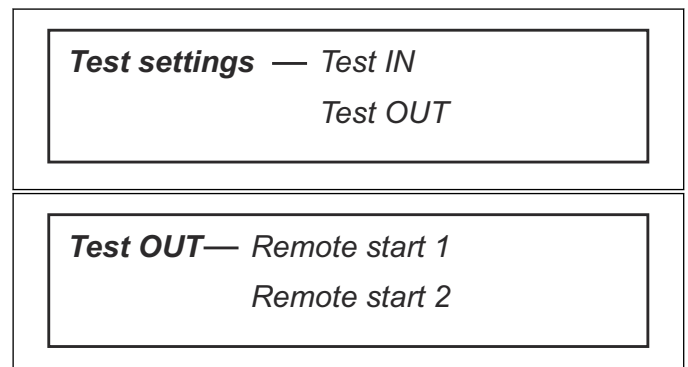 Test settings — Test IN
Test OUT
Test OUT— Remote start 1
Remote start 2